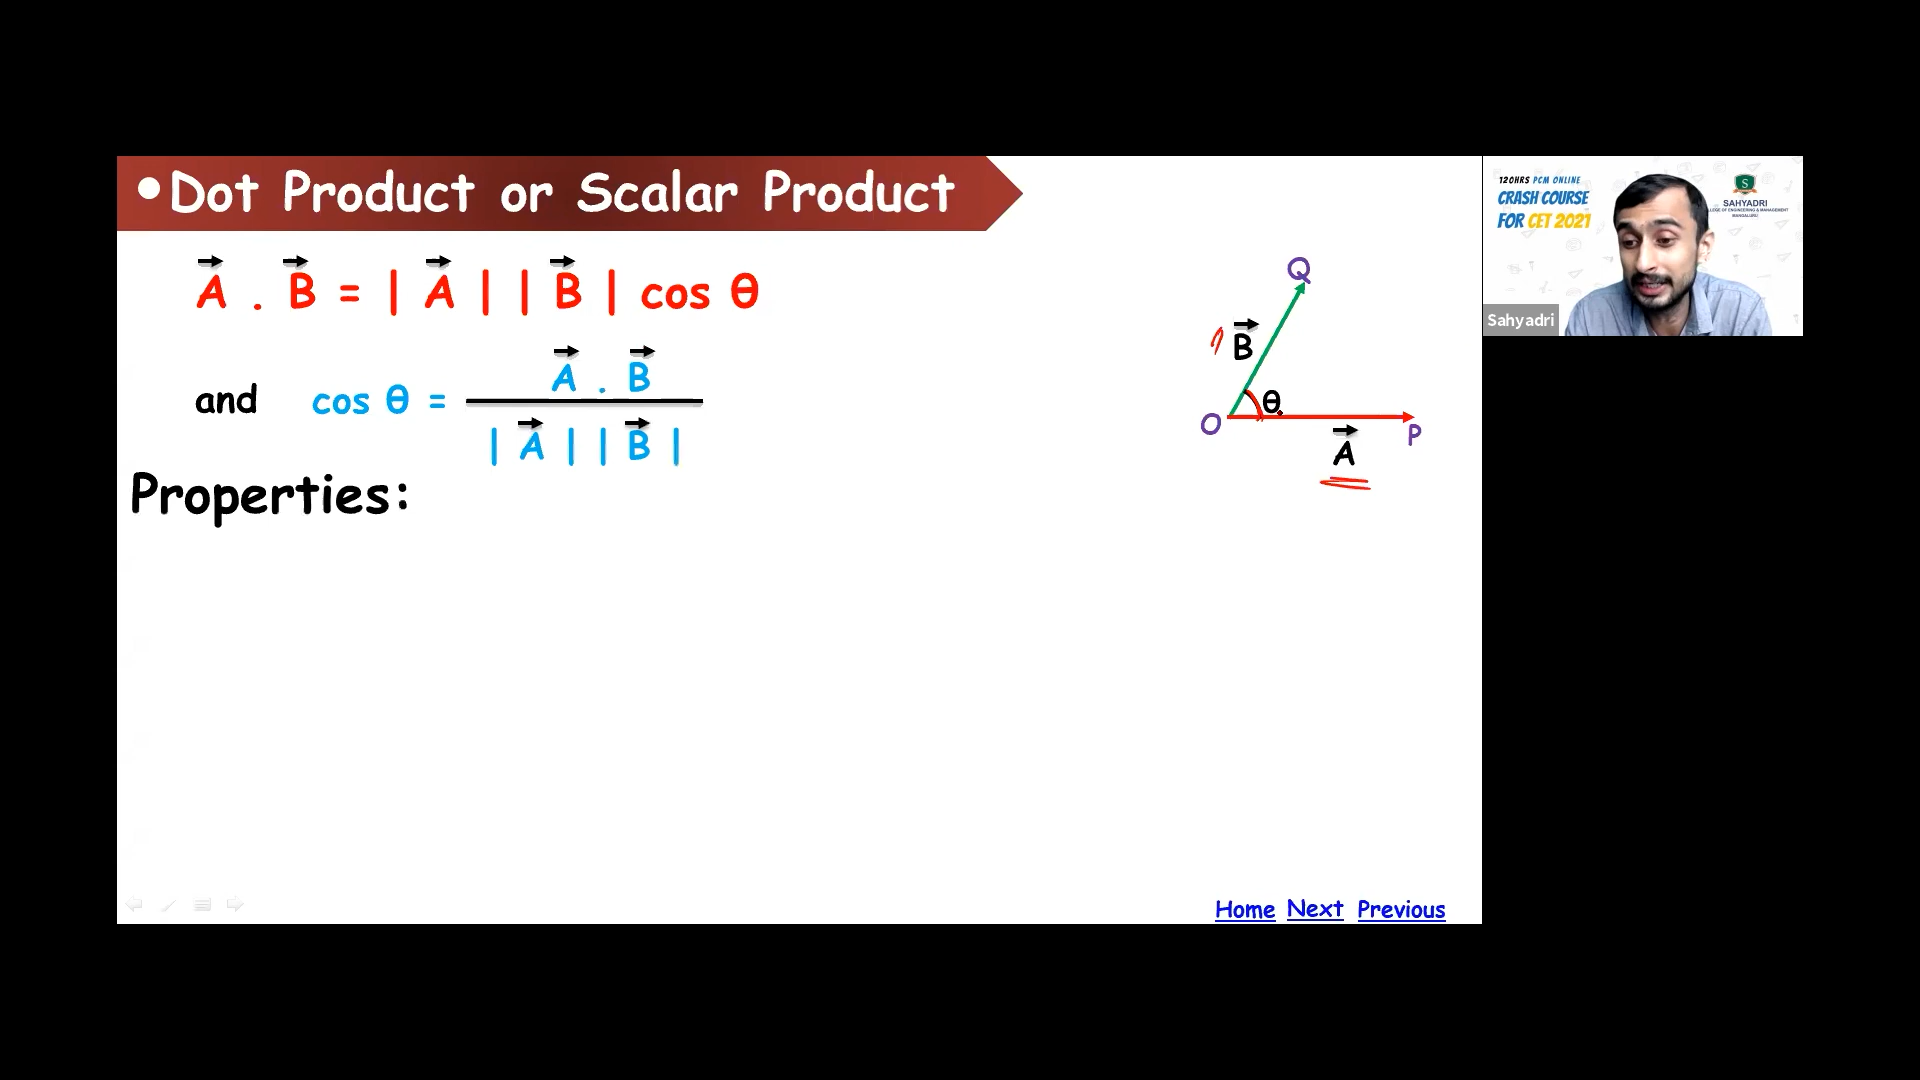 •Dot Product or Scalar Product
A . B = | A | | B | cos θ
and cos θ = A . B
| A | | B |
Properties:
Q
B
θ
O
P
A
Home Next Previous
120HRS PCM ONLINE
CRASH COURSE
FOR CET 2021
S
SAHYADRI
MANGALURU
Sahyadri